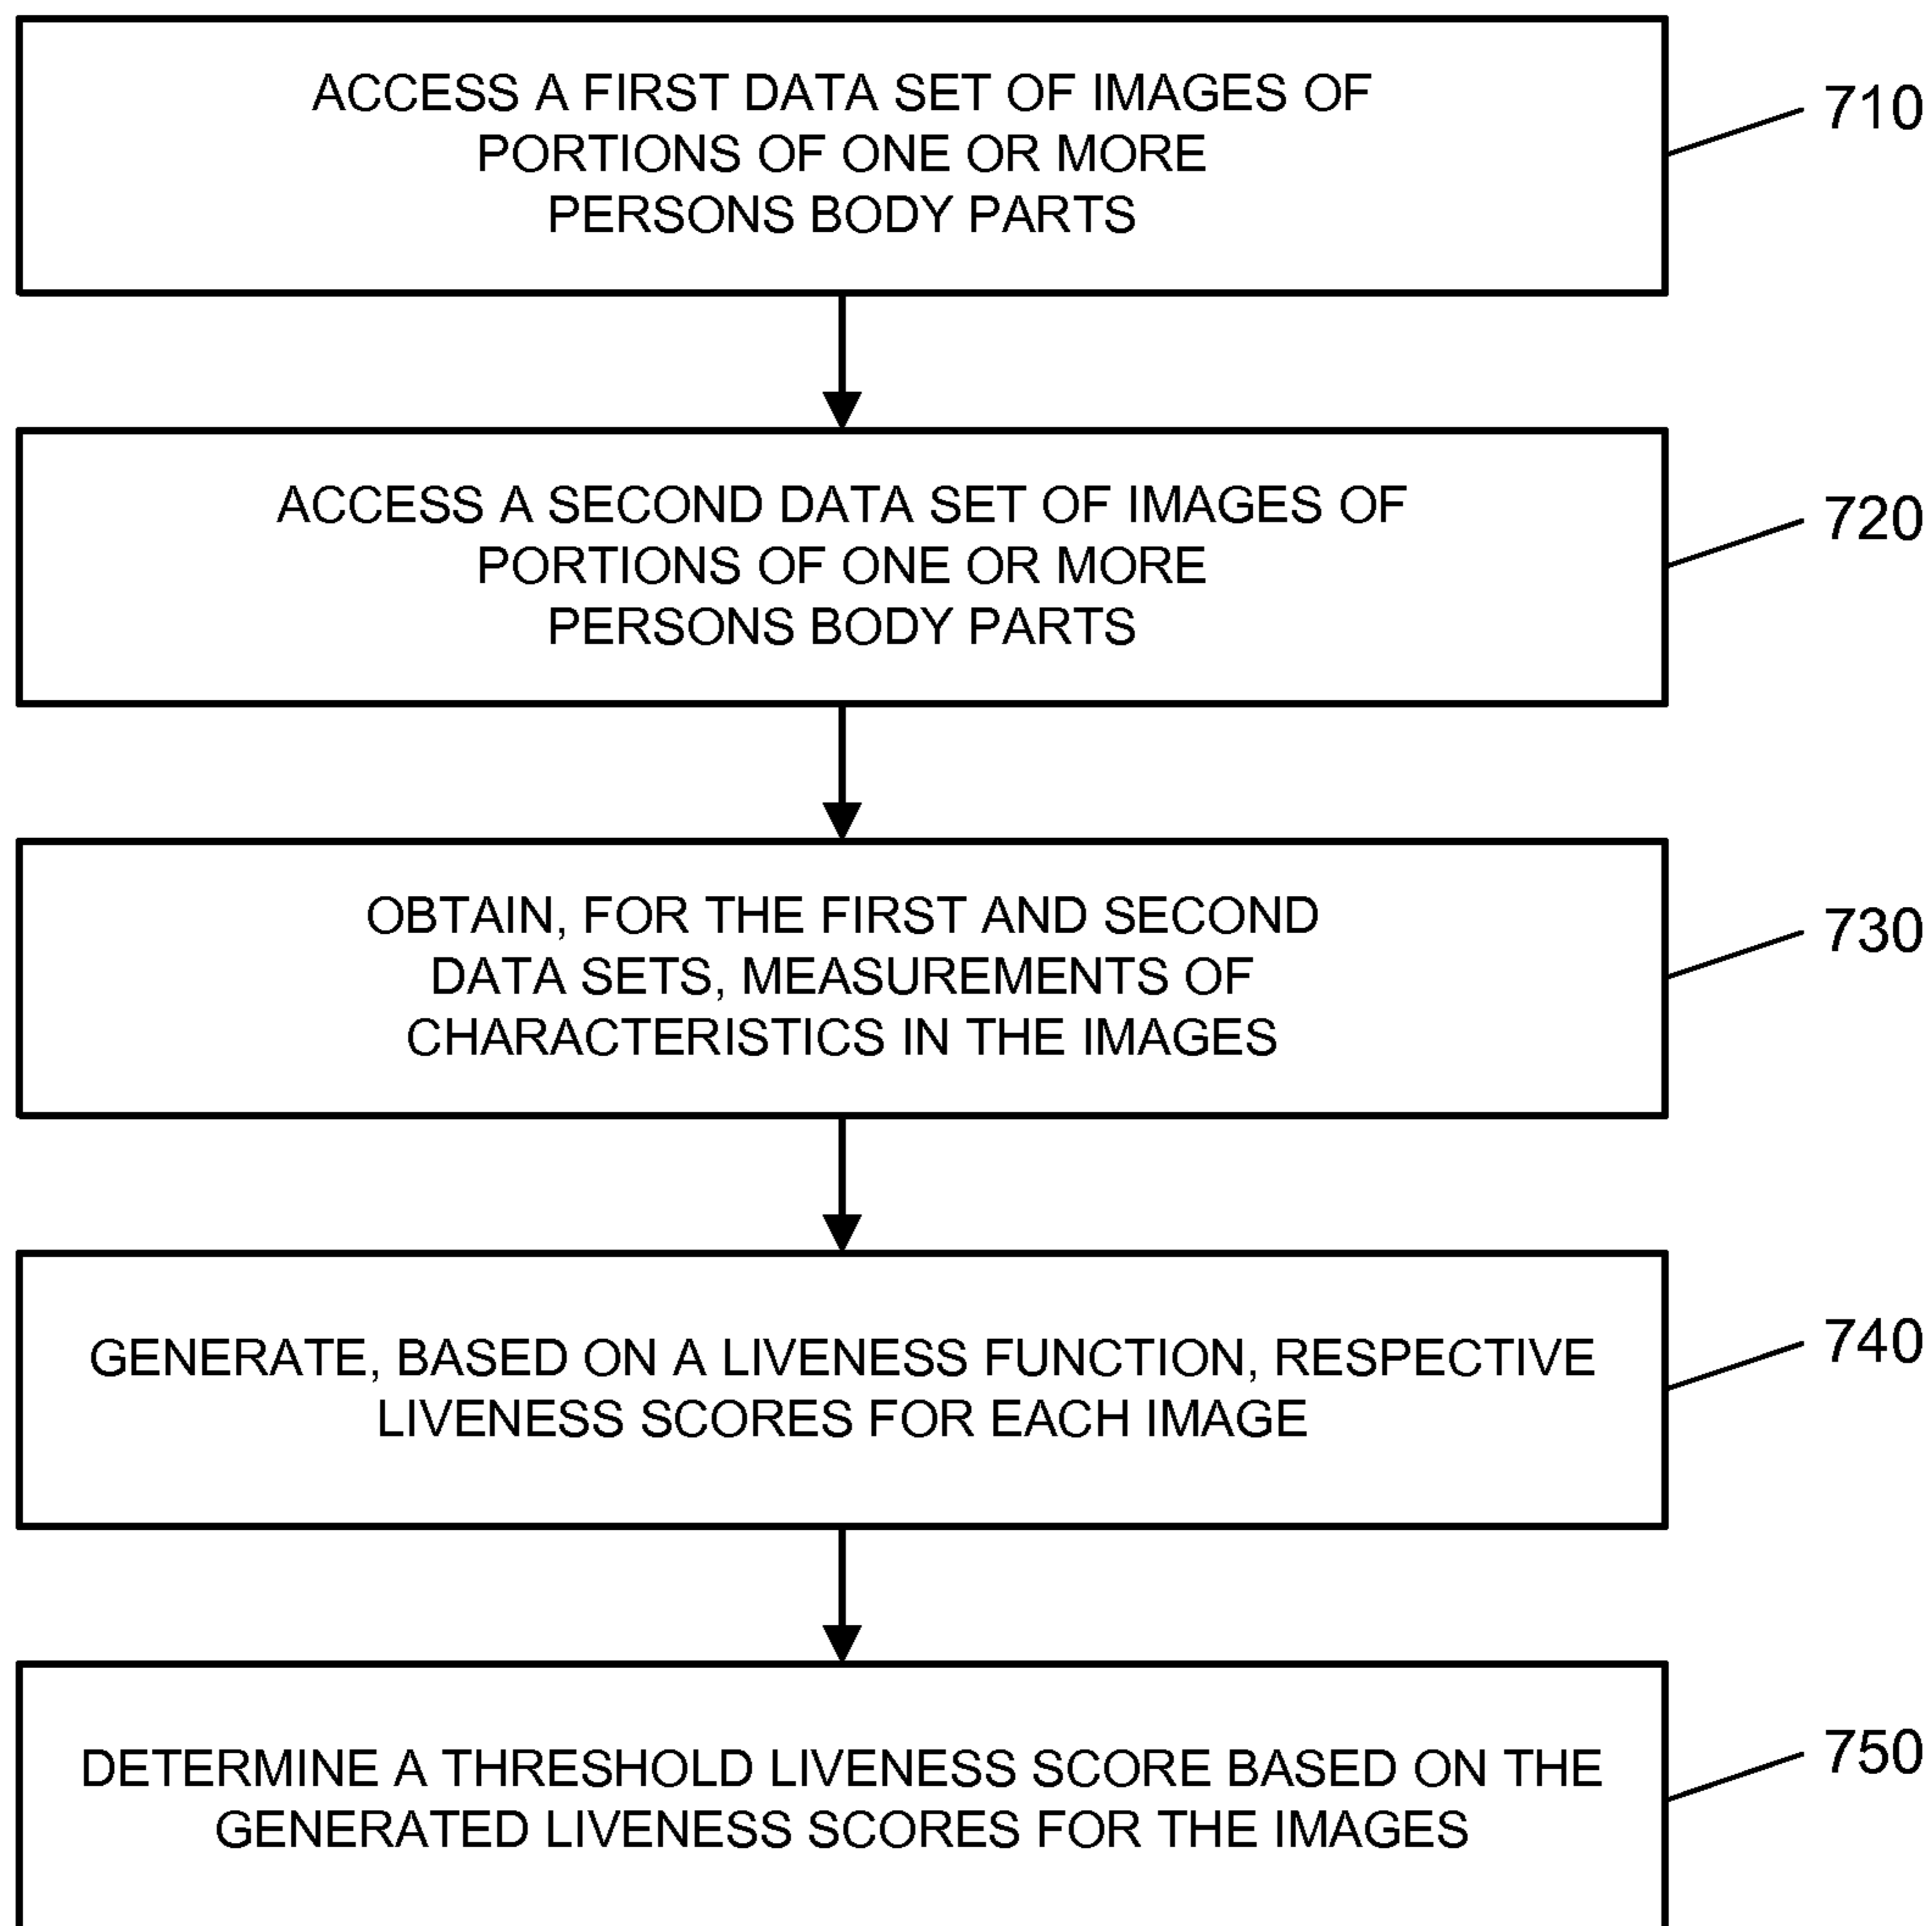 ACCESS A FIRST DATA SET OF IMAGES OF
PORTIONS OF ONE OR MORE
PERSONS BODY PARTS
710
ACCESS A SECOND DATA SET OF IMAGES OF
PORTIONS OF ONE OR MORE
PERSONS BODY PARTS
720
OBTAIN, FOR THE FIRST AND SECOND
DATA SETS, MEASUREMENTS OF
CHARACTERISTICS IN THE IMAGES
730
GENERATE, BASED ON A LIVENESS FUNCTION, RESPECTIVE
LIVENESS SCORES FOR EACH IMAGE
740
DETERMINE A THRESHOLD LIVENESS SCORE BASED ON THE
GENERATED LIVENESS SCORES FOR THE IMAGES
750